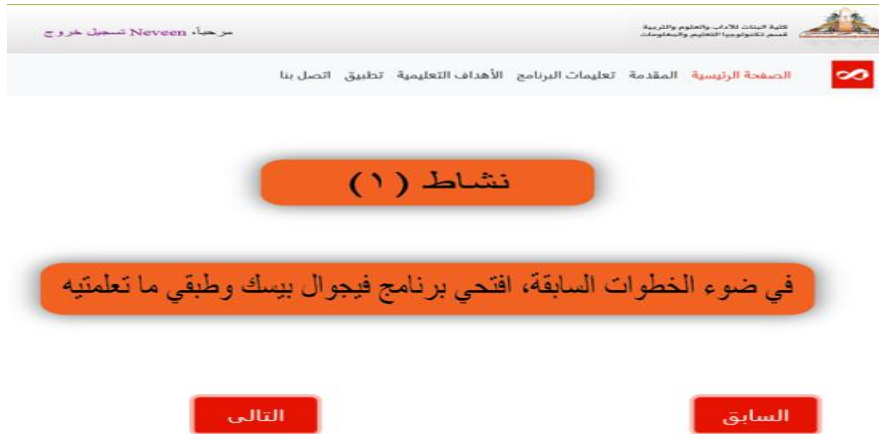 كلية البنات للآداب والعلوم والتربية
قسم تكنولوجيا التعليم والمعلومات
مرحباً، Neveen تسجيل خروج
الصفحة الرئيسية المقدمة تعليمات البرنامج الأهداف التعليمية تطبيق اتصل بنا
نشاط (١)
في ضوء الخطوات السابقة، افتحي برنامج فيجوال بيسك وطبقي ما تعلمتيه
السابق
التالى